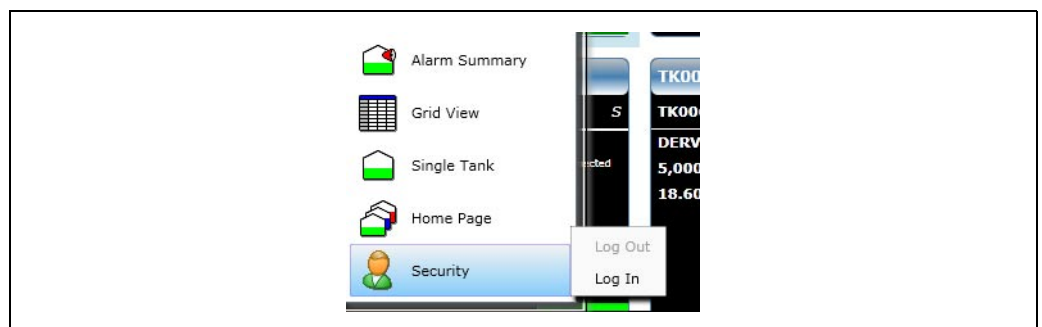 Alarm Summary
Grid View
Single Tank
Home Page
Security
Log Out
Log In
TK00
S
TK00
DERV
5,000
18.60